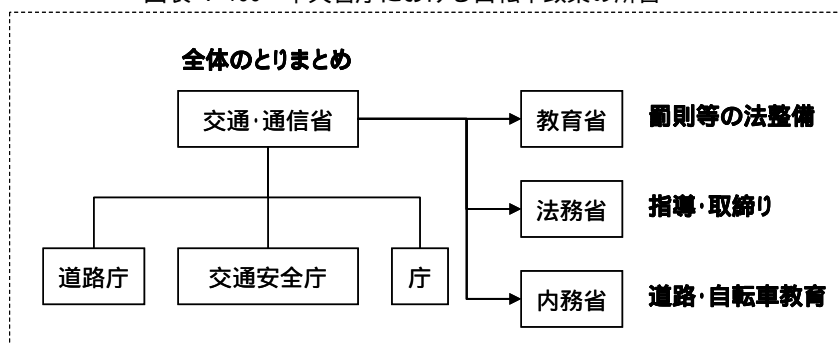 全体のとりまとめ
交通・通信省
教育省
罰則等の法整備
法務省
指導・取締り
道路庁
交通安全庁
庁
内務省
道路・自転車教育